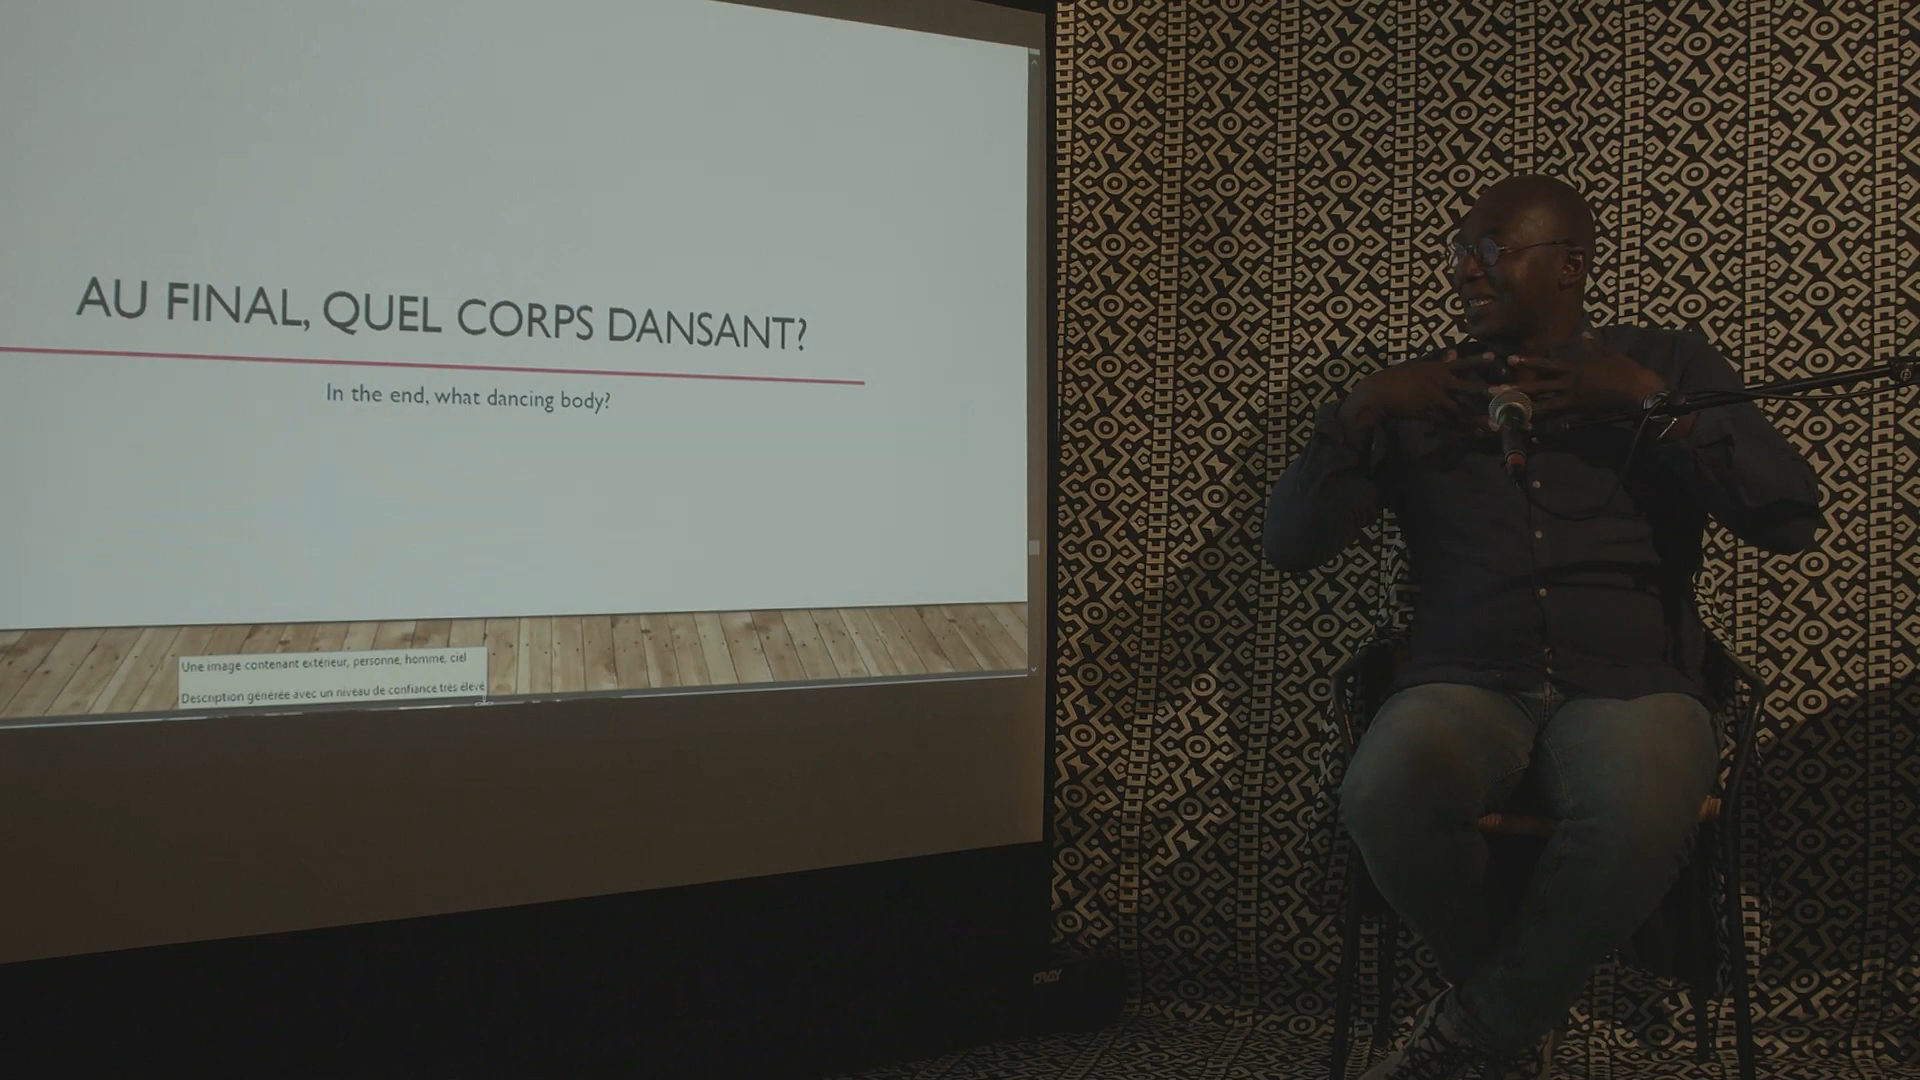 AU FINAL, QUEL CORPS DANSANT?
In the end, what dancing body?
Une image contenant extérieur, personne, homme, ciel
Description générée avec un niveau de confiance très élevé